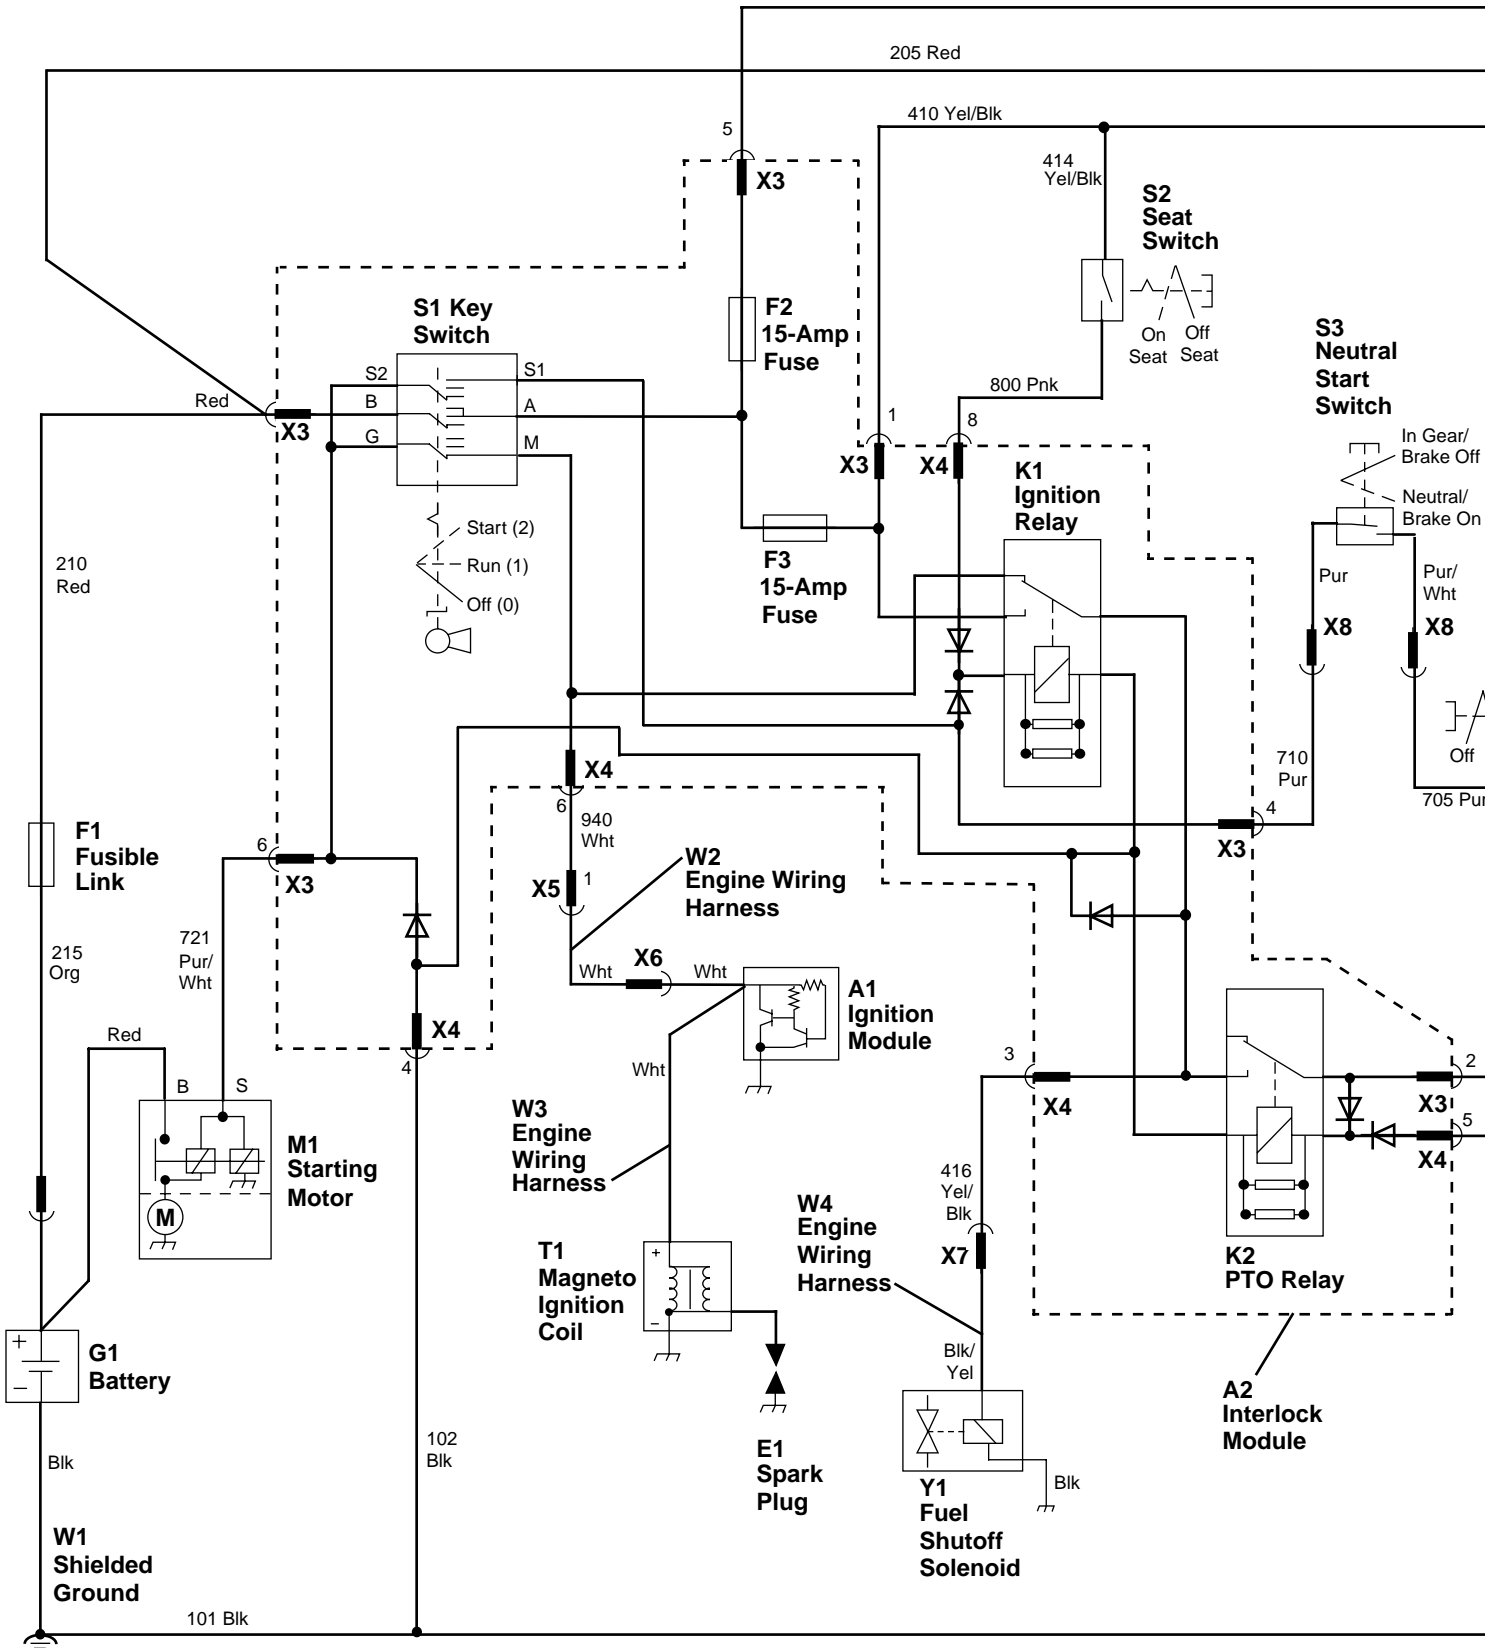 205 Red
410 Yel/Blk
5
X3
414
Yel/Blk
S2
Seat
Switch
On
Seat
Off
Seat
S1 Key
Switch
F2
15-Amp
Fuse
S3
Neutral
Start
Switch
S2
S1
B
A
G
M
Red
X3
800 Pnk
1
8
X3
X4
In Gear/
Brake Off
Neutral/
Brake On
K1
Ignition
Relay
Start (2)
Run (1)
Off (0)
F3
15-Amp
Fuse
210
Red
Pur
Pur/
Wht
X8
X8
Off
710
Pur
705 Pur
4
X3
X4
6
940
Wht
F1
Fusible
Link
6
X3
W2
Engine Wiring
Harness
X5
1
721
Pur/
Wht
215
Org
Wht
X6
Wht
A1
Ignition
Module
X4
4
Red
B
S
M1
Starting
Motor
M
Wht
W3
Engine
Wiring
Harness
3
X4
2
X3
5
X4
416
Yel/
Blk
X7
W4
Engine
Wiring
Harness
K2
PTO Relay
T1
Magneto
Ignition
Coil
+
−
+
−
G1
Battery
Blk/
Yel
A2
Interlock
Module
E1
Spark
Plug
Y1
Fuel
Shutoff
Solenoid
Blk
102
Blk
Blk
W1
Shielded
Ground
101 Blk